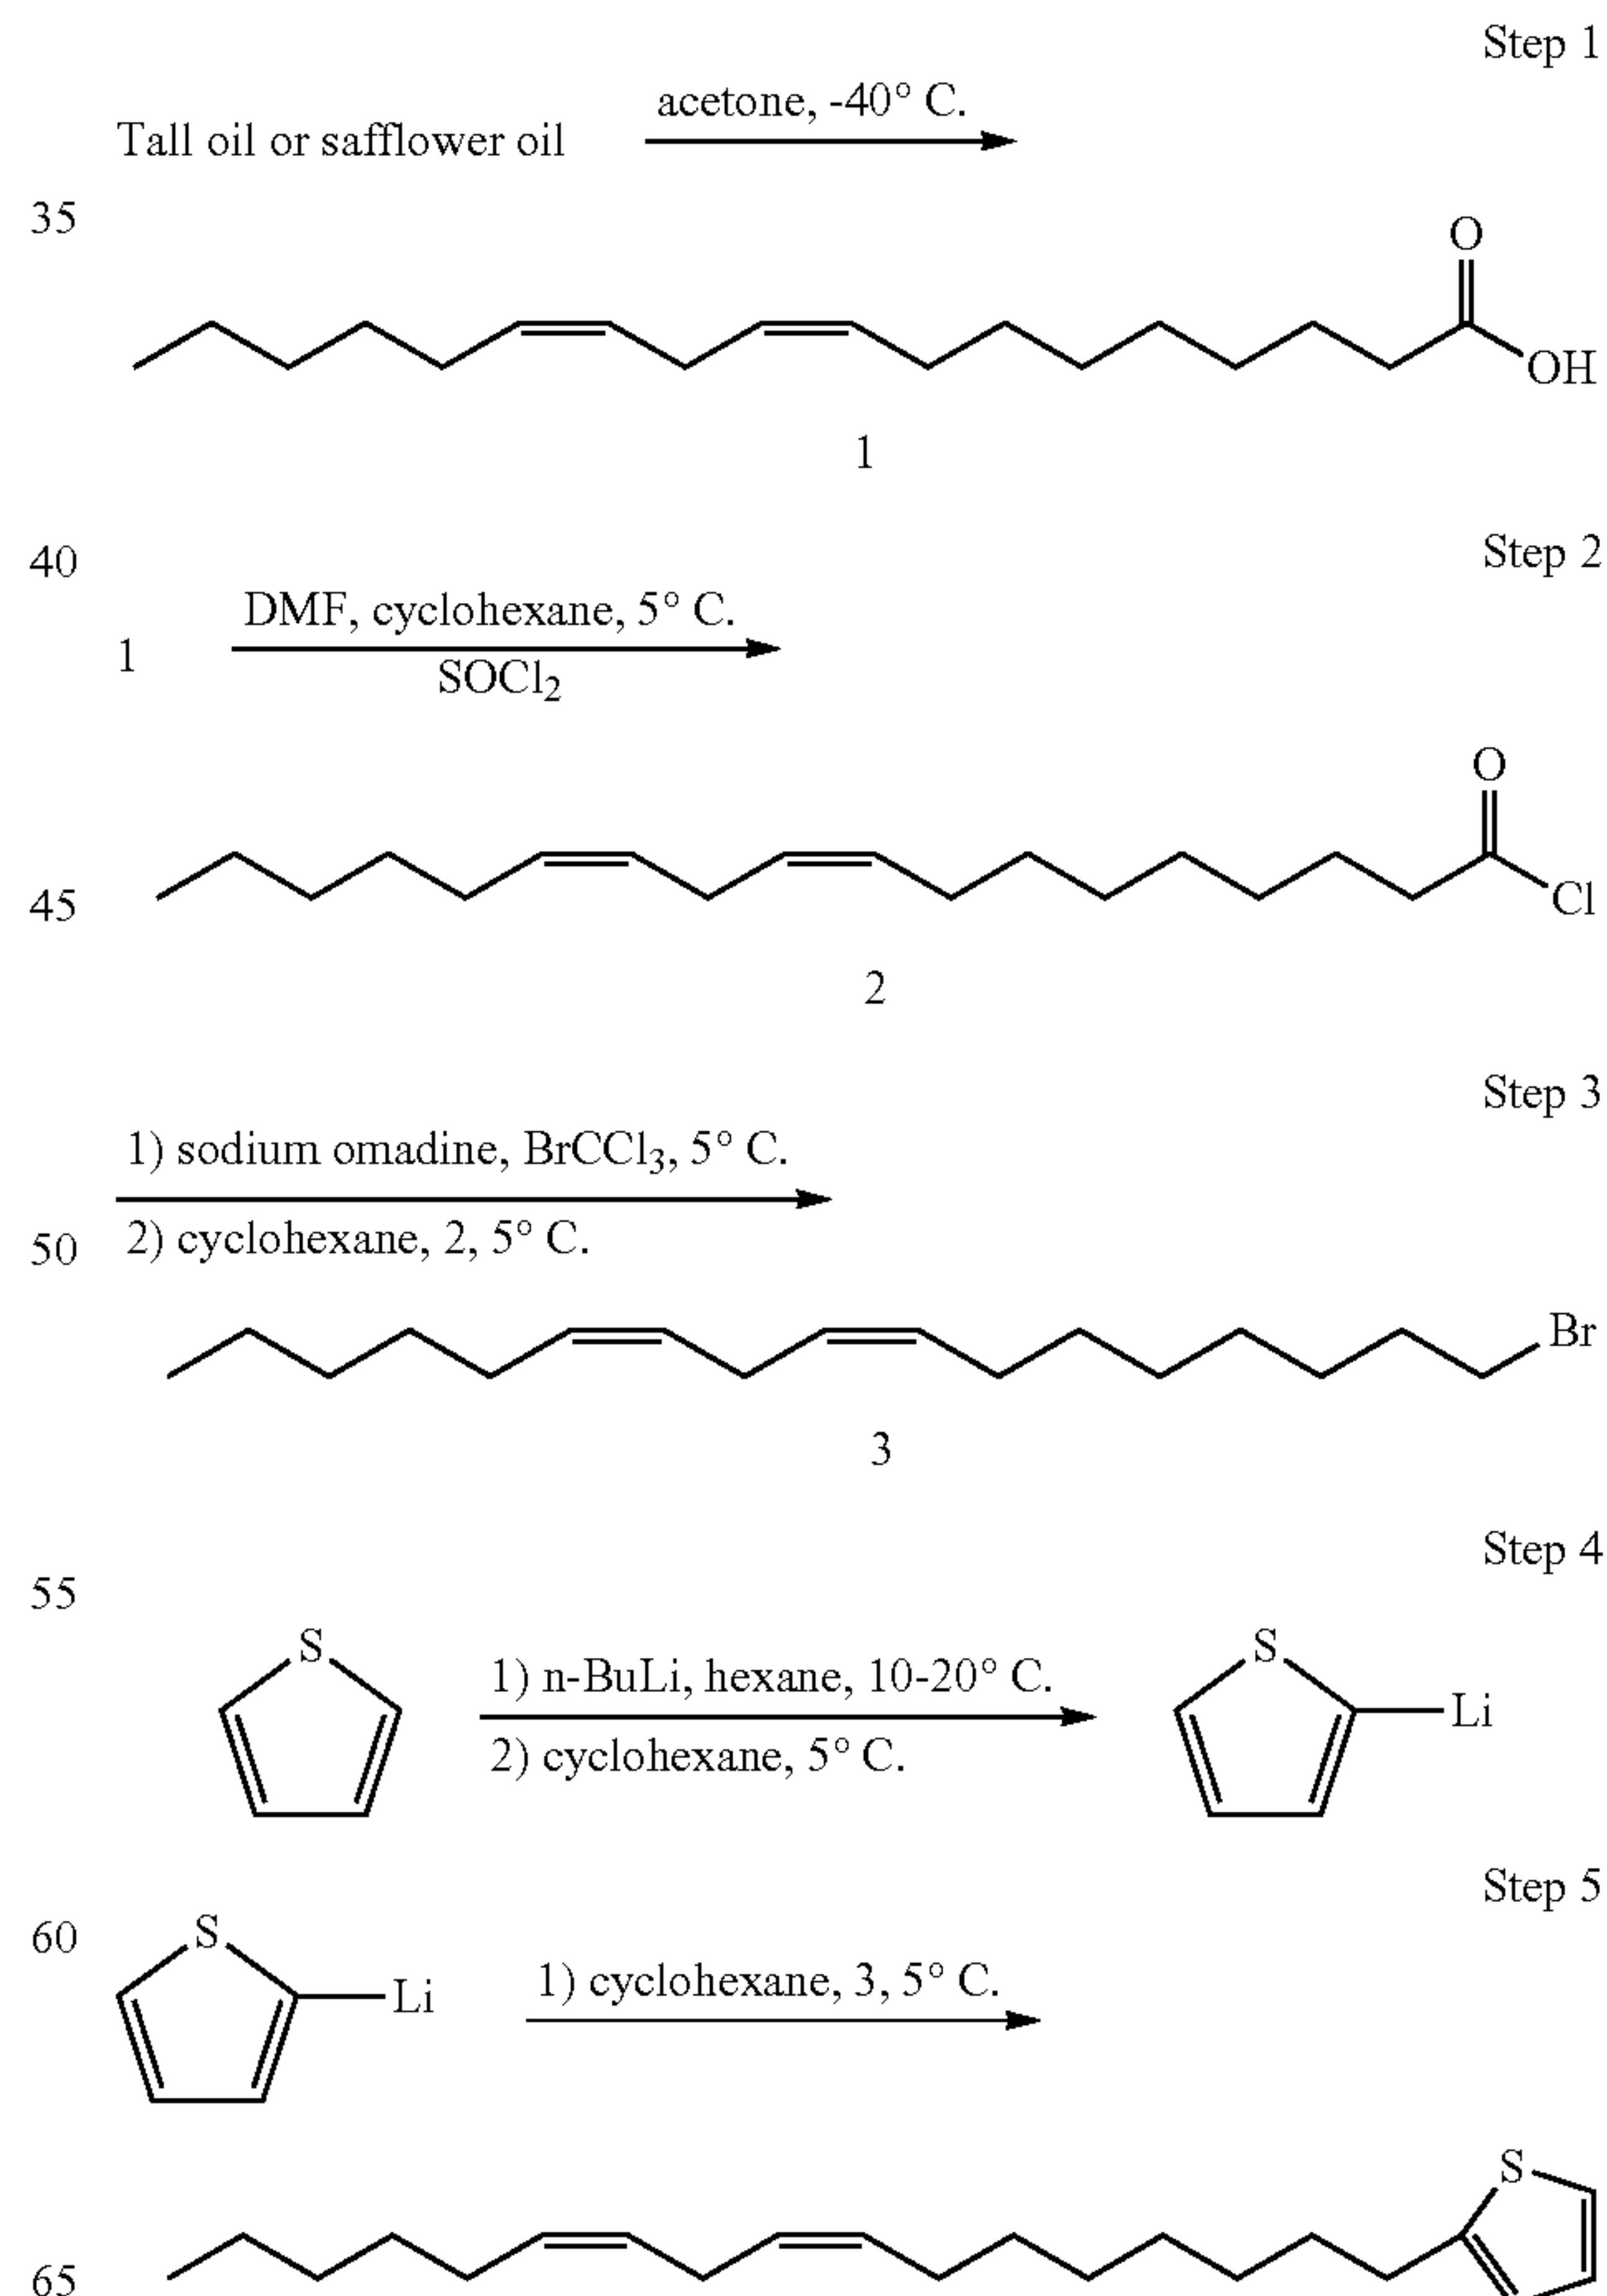 Step 1
acetone, -40° C.
Tall oil or safflower oil
35
O
OH
1
40
Step 2
DMF, cyclohexane, 5° C.
1
SOCl2
O
45
Cl
2
Step 3
1) sodium omadine, BrCCl3, 5° C.
50
2) cyclohexane, 2, 5° C.
Br
3
Step 4
55
S
S
1) n-BuLi, hexane, 10-20° C.
Li
2) cyclohexane, 5° C.
Step 5
60
S
1) cyclohexane, 3, 5° C.
Li
S
65